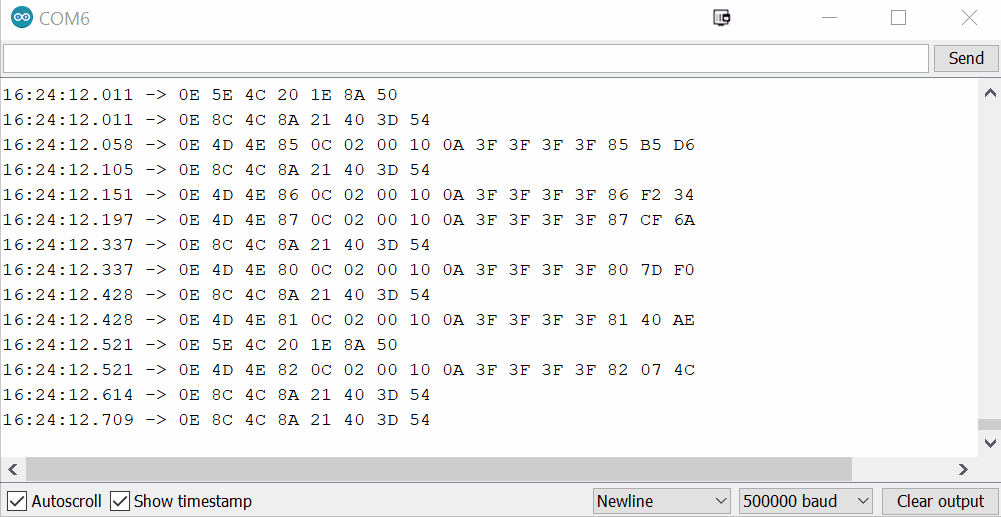 COM6
Send
16:24:12.011 -> 0E 5E 4C 20 1E 8A 50
16:24:12.011 -> 0E 8C 4C 8A 21 40 3D 54
16:24:12.058 -> 0E 4D 4E 85 0C 02 00 10 0A 3F 3F 3F 3F 85 B5 D6
16:24:12.105 -> 0E 8C 4C 8A 21 40 3D 54
16:24:12.151 -> 0E 4D 4E 86 0C 02 00 10 0A 3F 3F 3F 3F 86 F2 34
16:24:12.197 -> 0E 4D 4E 87 0C 02 00 10 0A 3F 3F 3F 3F 87 CF 6A
16:24:12.337 -> 0E 8C 4C 8A 21 40 3D 54
16:24:12.337 -> 0E 4D 4E 80 0C 02 00 10 0A 3F 3F 3F 3F 80 7D F0
16:24:12.428 -> 0E 8C 4C 8A 21 40 3D 54
16:24:12.428 -> 0E 4D 4E 81 0C 02 00 10 0A 3F 3F 3F 3F 81 40 AE
16:24:12.521 -> 0E 5E 4C 20 1E 8A 50
16:24:12.521 -> 0E 4D 4E 82 0C 02 00 10 0A 3F 3F 3F 3F 82 07 4C
16:24:12.614 -> 0E 8C 4C 8A 21 40 3D 54
16:24:12.709 -> 0E 8C 4C 8A 21 40 3D 54
Autoscroll Show timestamp Newline 500000 baud Clear output